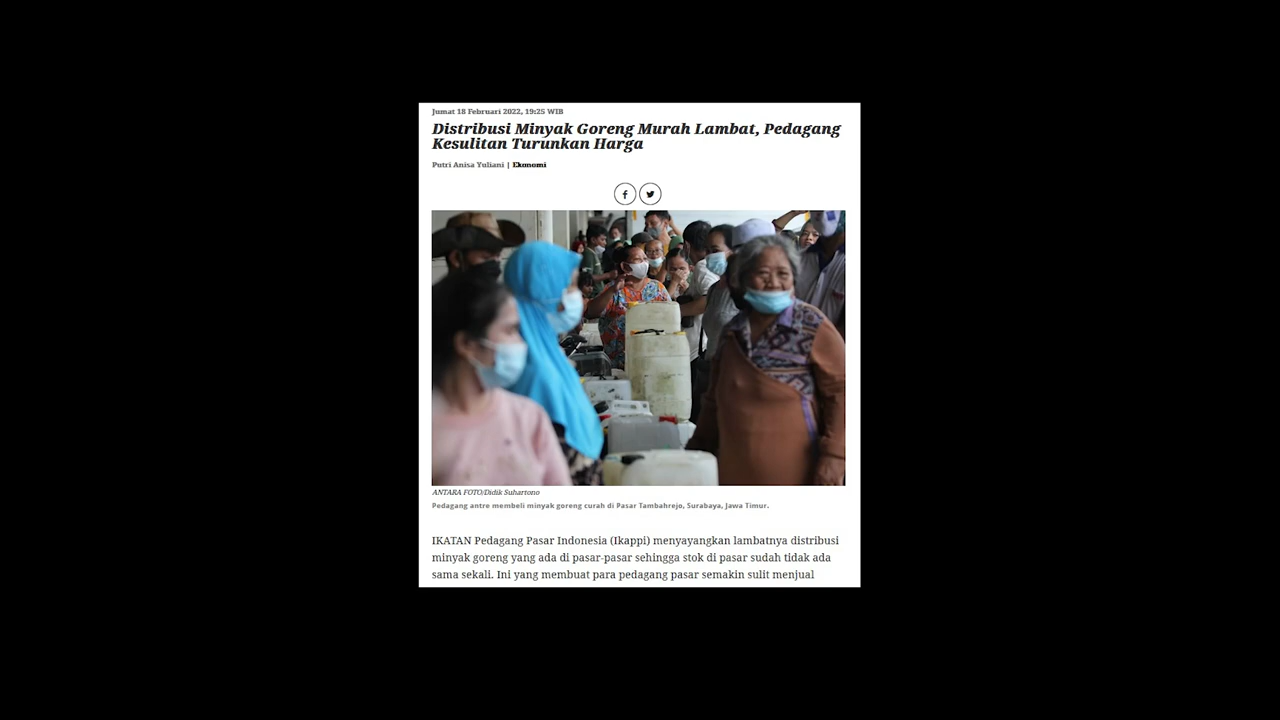 Jumat 18 Februari 2022, 19:25 WIB
Distribusi Minyak Goreng Murah Lambat, Pedagang
Kesulitan Turunkan Harga
Putri Anisa Yuliani | Ekonomi
ANTARA FOTO/Didik Suhartono
Pedagang antre membeli minyak goreng curah di Pasar Tambahrejo, Surabaya, Jawa Timur.
IKATAN Pedagang Pasar Indonesia (Ikappi) menyayangkan lambatnya distribusi
minyak goreng yang ada di pasar-pasar sehingga stok di pasar sudah tidak ada
sama sekali. Ini yang membuat para pedagang pasar semakin sulit menjual